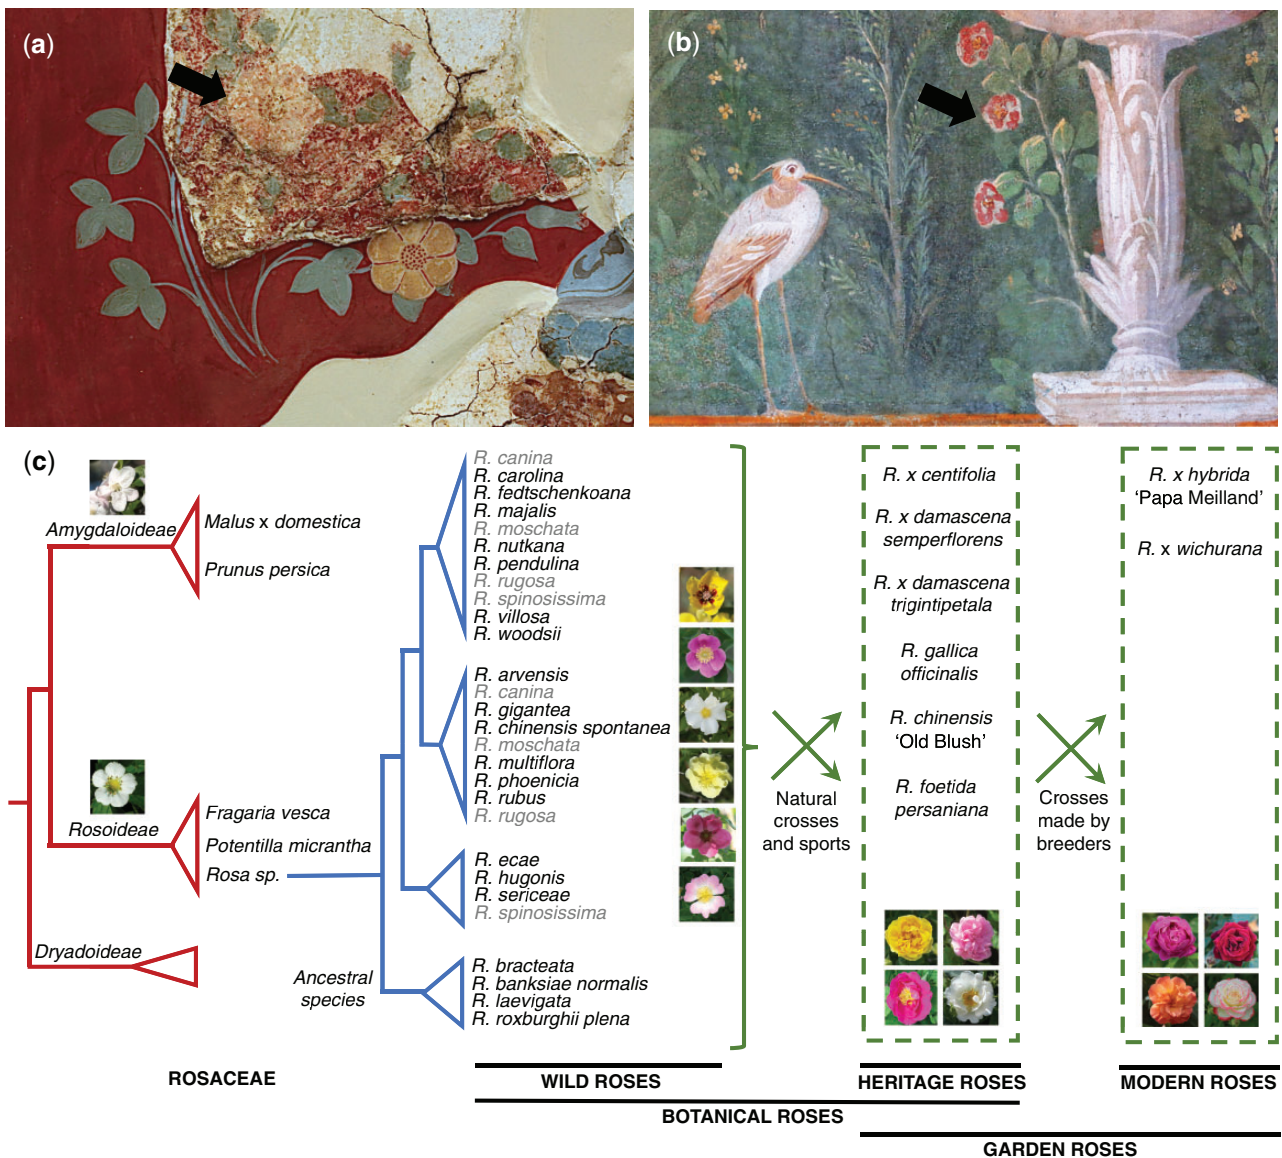 (a)
(b)
(c)
Amygdaloideae
Malus x domestica
Prunus persica
Rosoideae
Fragaria vesca
Potentilla micrantha
Rosa sp.
Dryadoideae
Ancestral
species
R. canina
R. carolina
R. fedtschenkoana
R. majalis
R. moschata
R. nutkana
R. pendulina
R. rugosa
R. spinosissima
R. villosa
R. woodsii
R. arvensis
R. canina
R. gigantea
R. chinensis spontanea
R. moschata
R. multiflora
R. phoenicia
R. rubus
R. rugosa
R. ecae
R. hugonis
R. sericeae
R. spinosissima
R. bracteata
R. banksiae normalis
R. laevigata
R. roxburghii plena
Natural
crosses
and sports
R. x centifolia
R. x damascena
semperflorens
R. x damascena
trigintipetala
R. gallica
officinalis
R. chinensis
‘Old Blush’
R. foetida
persaniana
Crosses
made by
breeders
R. x hybrida
‘Papa Meilland’
R. x wichurana
ROSACEAE
WILD ROSES
HERITAGE ROSES
MODERN ROSES
BOTANICAL ROSES
GARDEN ROSES